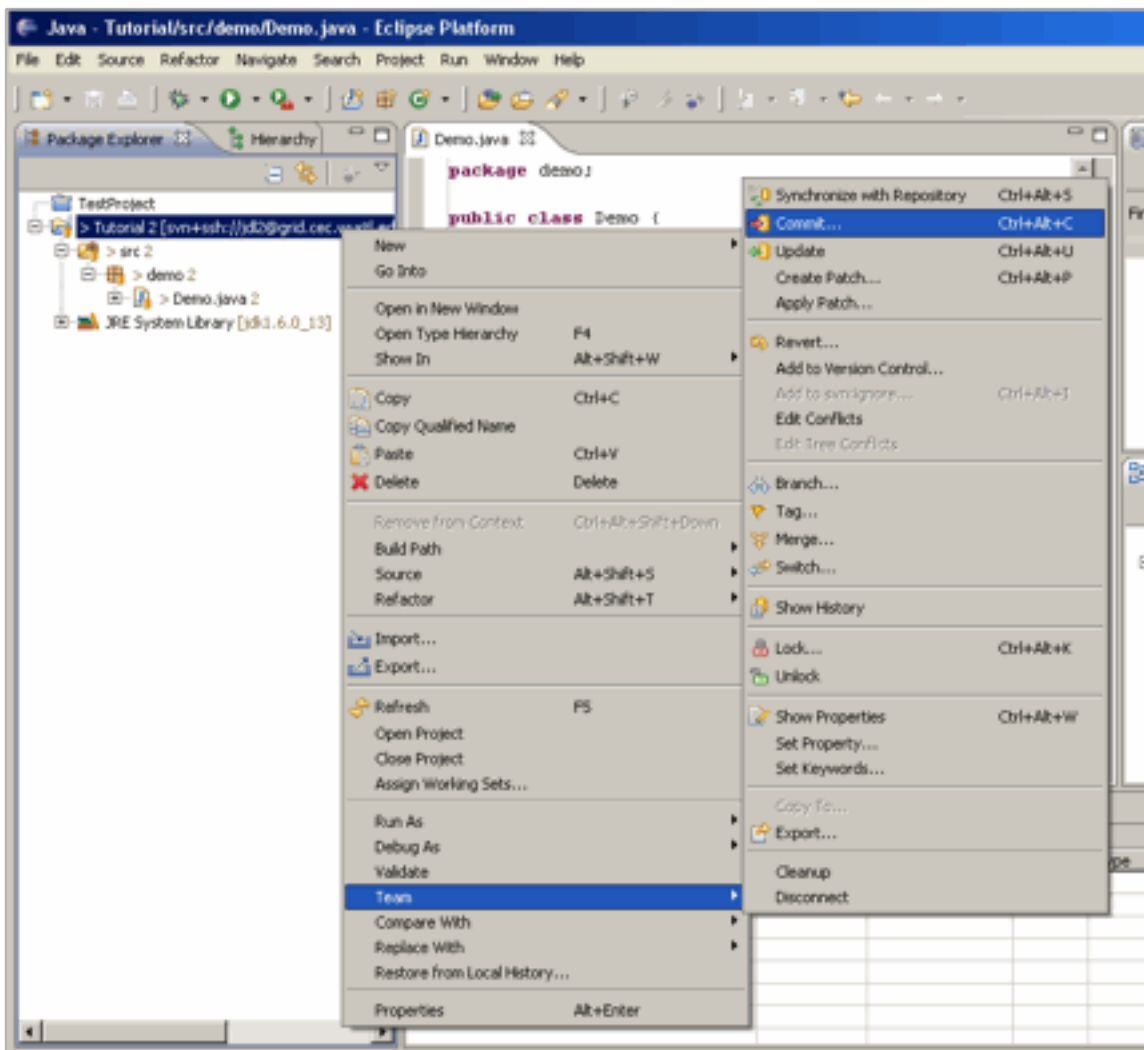 Java - Tutorial/src/demo/Demo.java - Eclipse Platform
File Edit Source Refactor Navigate Search Project Run Window Help
Package Explorer Hierarchy
Demo.java
package demo;
public class Demo {
TestProject
> Tutorial 2 [svn+ssh://jdl2@grid.cec.
> src 2
> demo 2
> Demo.java 2
JRE System Library [jdk1.6.0_13]
New
Go Into
Open in New Window
Open Type Hierarchy F4
Show In Alt+Shift+W
Copy Ctrl+C
Copy Qualified Name
Paste Ctrl+V
Delete Delete
Remove from Context Ctrl+Alt+Shift+Down
Build Path
Source Alt+Shift+S
Refactor Alt+Shift+T
Import...
Export...
Refresh F5
Open Project
Close Project
Assign Working Sets...
Run As
Debug As
Validate
Team
Compare With
Replace With
Restore from Local History...
Properties Alt+Enter
Synchronize with Repository Ctrl+Alt+S
Commit... Ctrl+Alt+C
Update Ctrl+Alt+U
Create Patch... Ctrl+Alt+P
Apply Patch...
Revert...
Add to Version Control...
Add to svn:ignore... Ctrl+Alt+I
Edit Conflicts
Edit Tree Conflicts
Branch...
Tag...
Merge...
Switch...
Show History
Lock... Ctrl+Alt+K
Unlock
Show Properties Ctrl+Alt+W
Set Property...
Set Keywords...
Copy To...
Export...
Cleanup
Disconnect
Fi
ype